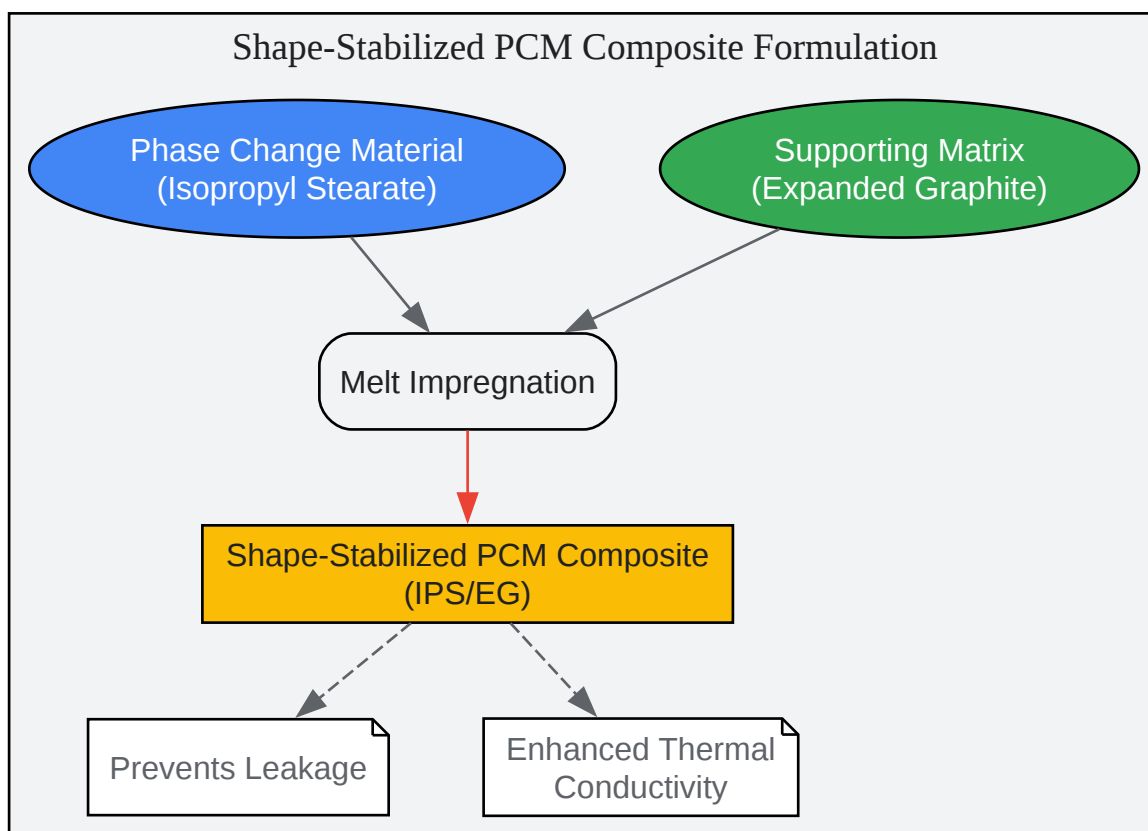 Shape-Stabilized PCM Composite Formulation
Phase Change Material
(Isopropyl Stearate)
Supporting Matrix
(Expanded Graphite)
Melt Impregnation
Shape-Stabilized PCM Composite
(IPS/EG)
Prevents Leakage
Enhanced Thermal
Conductivity